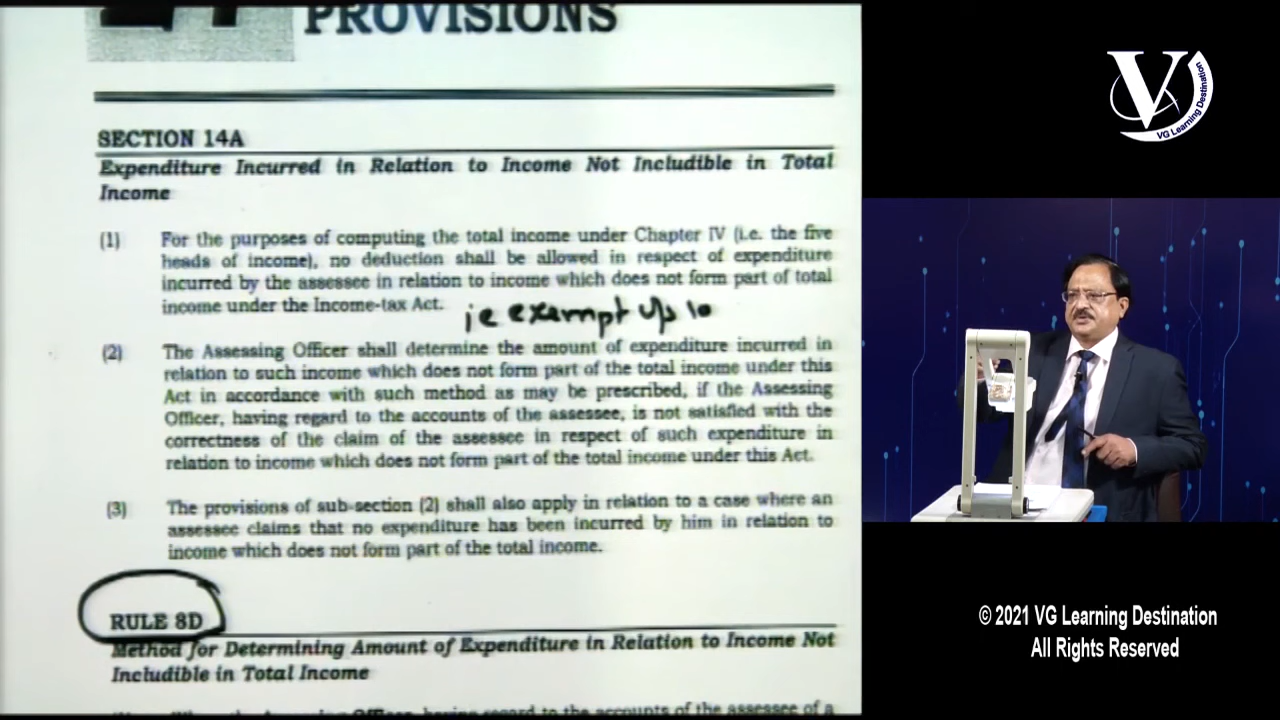 PROVISIONS
SECTION 14A
Expenditure Incurred in Relation to Income Not Includible in Total
Income
(1) For the purposes of computing the total income under Chapter IV (i.e. the five
heads of income), no deduction shall be allowed in respect of expenditure
incurred by the assessee in relation to income which does not form part of total
income under the Income-tax Act.
ie exempt u/s 10
(2) The Assessing Officer shall determine the amount of expenditure incurred in
relation to such income which does not form part of the total income under this
Act in accordance with such method as may be prescribed, if the Assessing
Officer, having regard to the accounts of the assessee, is not satisfied with the
correctness of the claim of the assessee in respect of such expenditure in
relation to income which does not form part of the total income under this Act.
(3) The provisions of sub-section (2) shall also apply in relation to a case where an
assessee claims that no expenditure has been incurred by him in relation to
income which does not form part of the total income.
RULE 8D
Method for Determining Amount of Expenditure in Relation to Income Not
Includible in Total Income
Officer, having regard to the accounts of the assessee of a
V
VG Learning Destination
© 2021 VG Learning Destination
All Rights Reserved